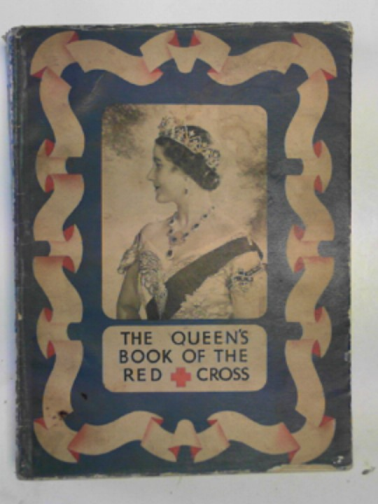 THE QUEEN'S
BOOK OF THE
RED CROSS